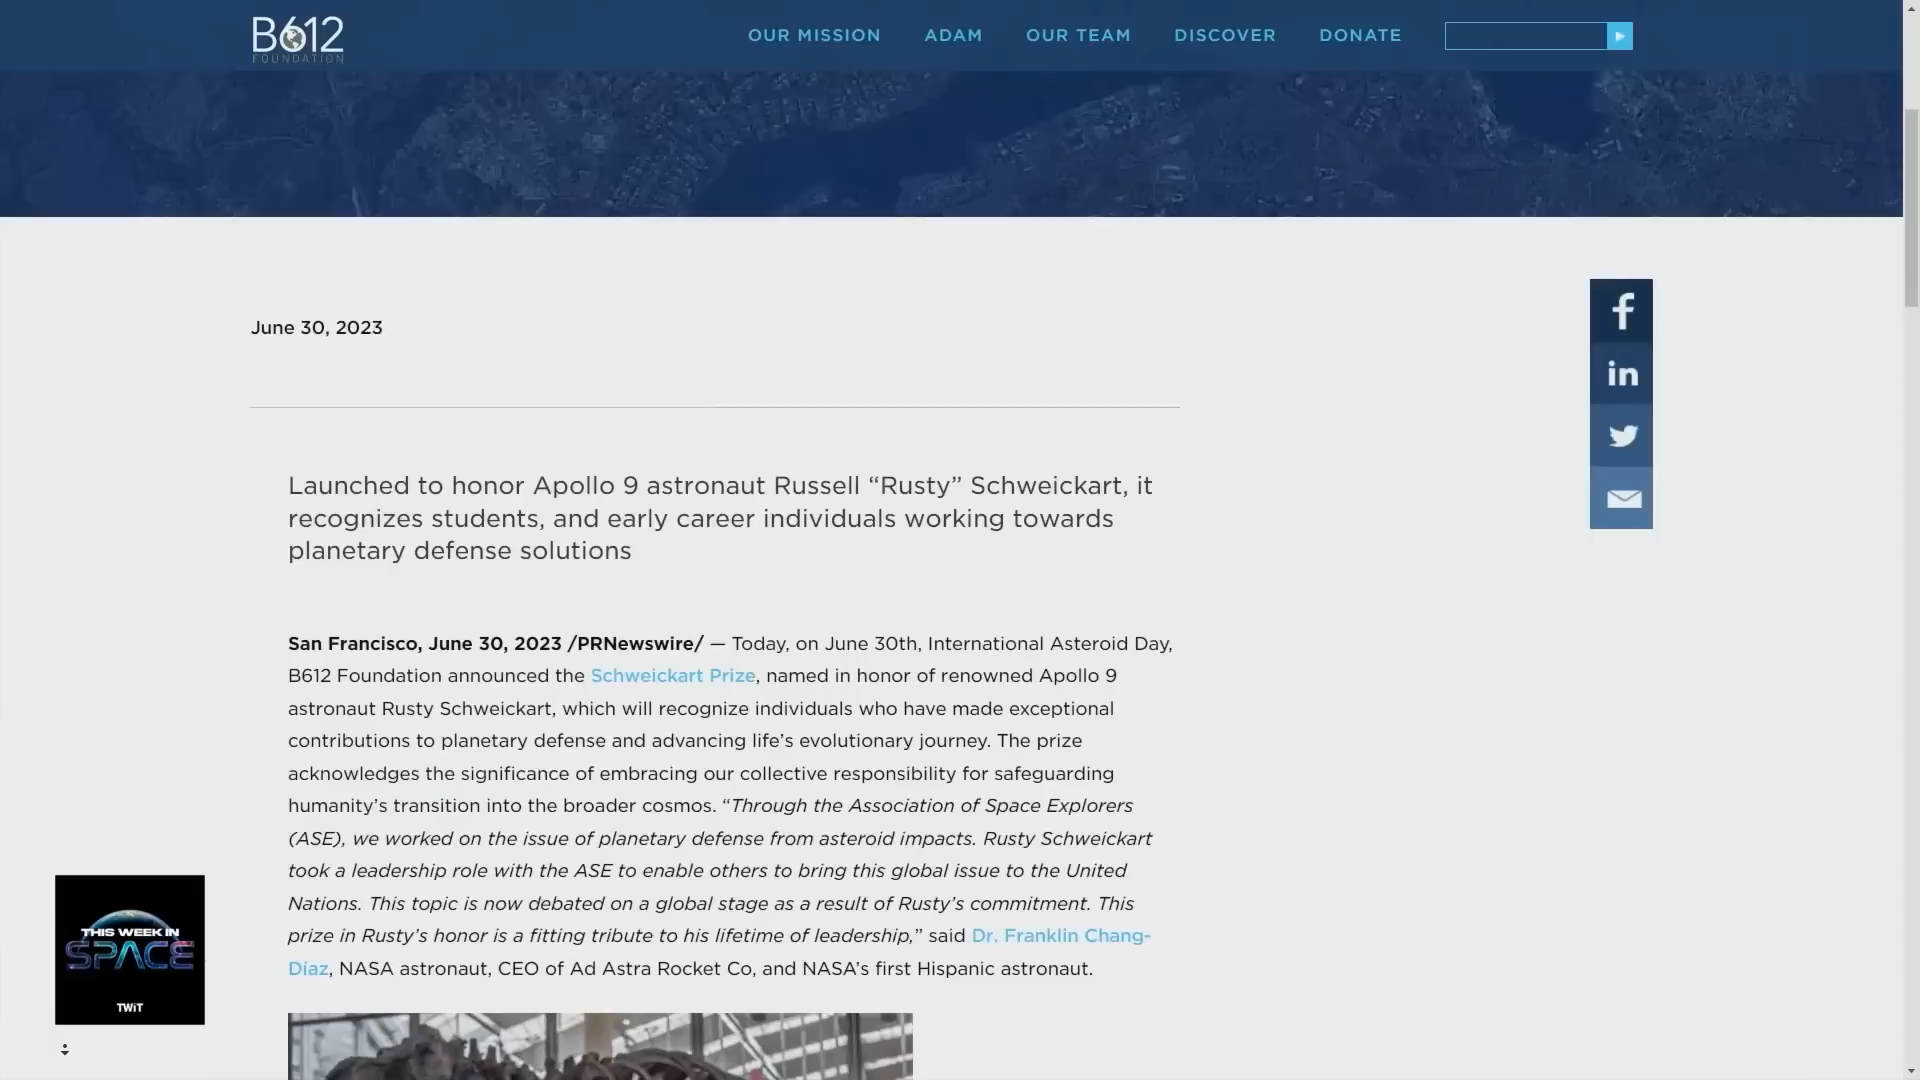 B612
FOUNDATION
OUR MISSION
ADAM
OUR TEAM
DISCOVER
DONATE
June 30, 2023
Launched to honor Apollo 9 astronaut Russell “Rusty” Schweickart, it
recognizes students, and early career individuals working towards
planetary defense solutions
San Francisco, June 30, 2023 /PRNewswire/ — Today, on June 30th, International Asteroid Day,
B612 Foundation announced the Schweickart Prize, named in honor of renowned Apollo 9
astronaut Rusty Schweickart, which will recognize individuals who have made exceptional
contributions to planetary defense and advancing life’s evolutionary journey. The prize
acknowledges the significance of embracing our collective responsibility for safeguarding
humanity’s transition into the broader cosmos. “Through the Association of Space Explorers
(ASE), we worked on the issue of planetary defense from asteroid impacts. Rusty Schweickart
took a leadership role with the ASE to enable others to bring this global issue to the United
Nations. This topic is now debated on a global stage as a result of Rusty’s commitment. This
prize in Rusty’s honor is a fitting tribute to his lifetime of leadership,” said Dr. Franklin Chang-
Díaz, NASA astronaut, CEO of Ad Astra Rocket Co, and NASA’s first Hispanic astronaut.
THIS WEEK IN
SPACE
TWiT